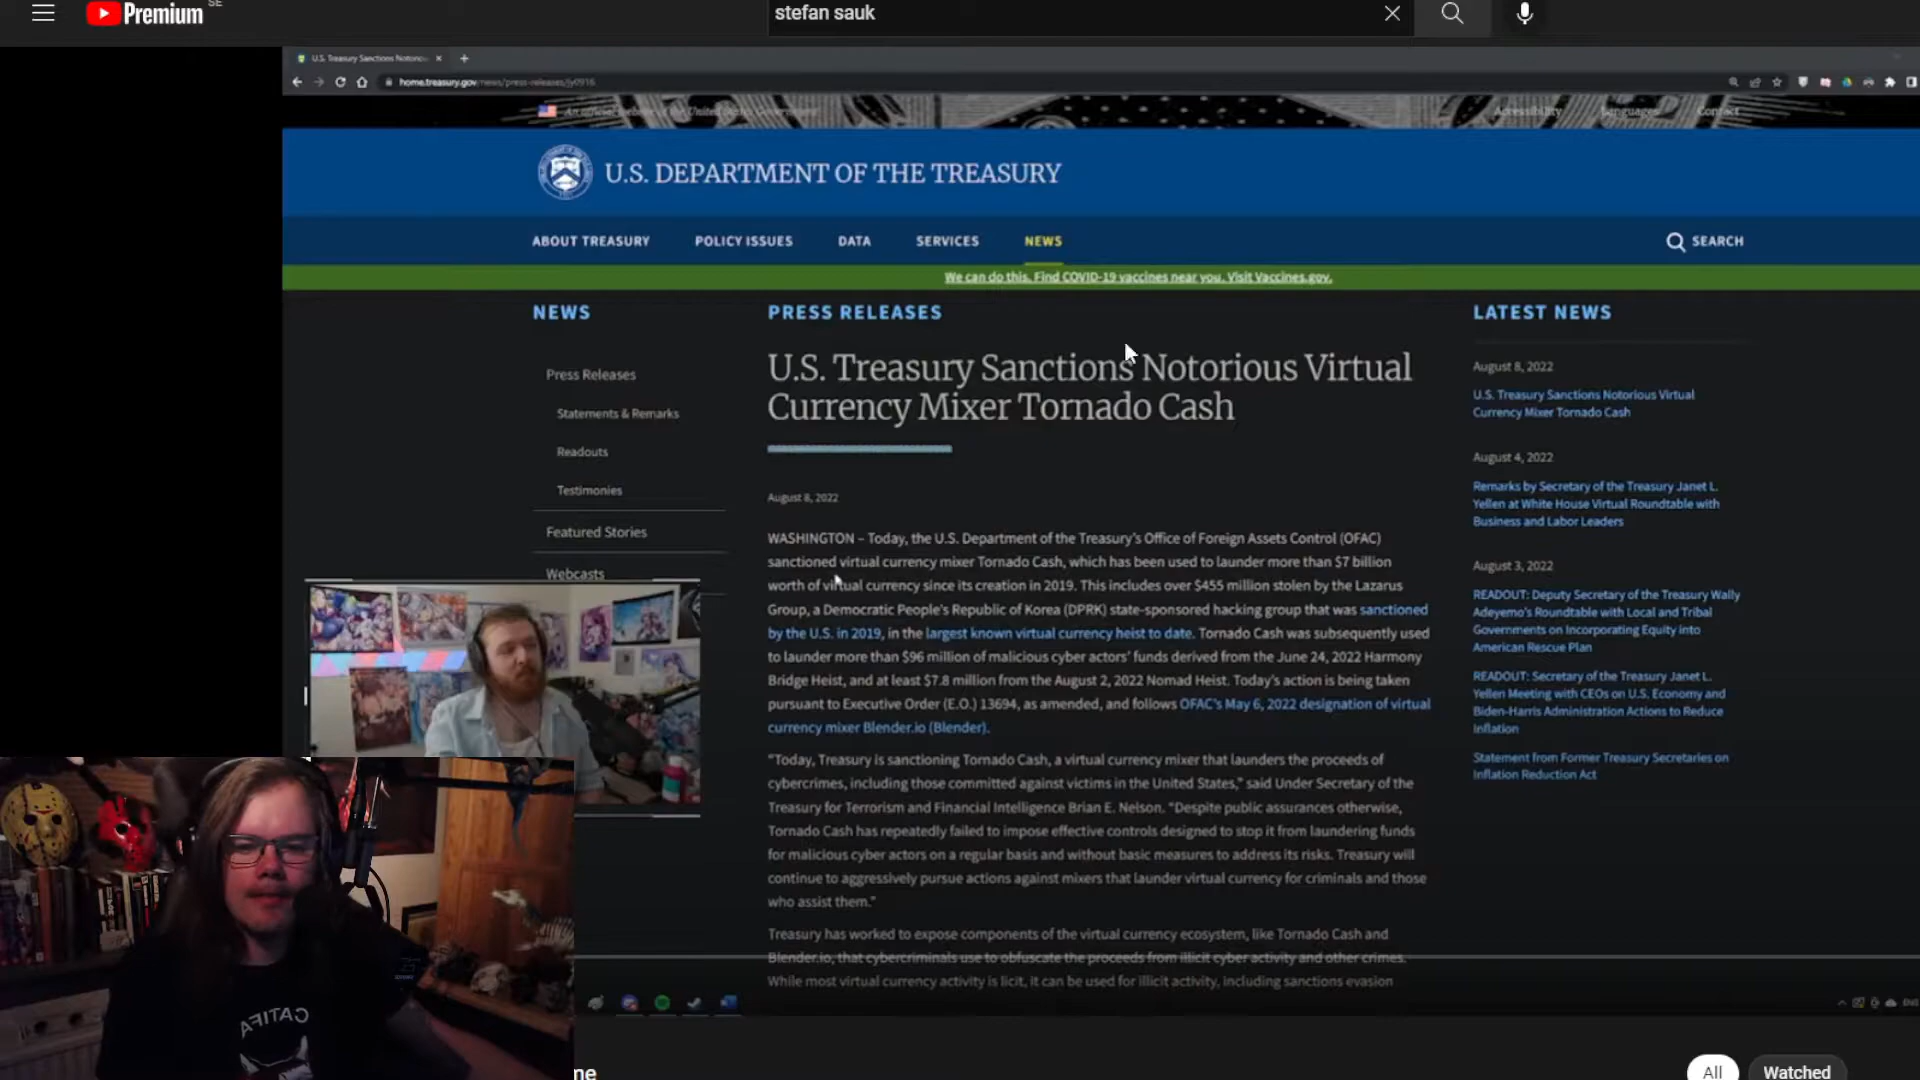 Premium
SE
stefan sauk
U.S. Treasury Sanctions Notorio
home.treasury.gov/news/press-releases/jy0916
An official website of the United States Government
Accessibility
Languages
Contact
U.S. DEPARTMENT OF THE TREASURY
ABOUT TREASURY
POLICY ISSUES
DATA
SERVICES
NEWS
SEARCH
We can do this. Find COVID-19 vaccines near you. Visit Vaccines.gov.
NEWS
Press Releases
Statements & Remarks
Readouts
Testimonies
Featured Stories
Webcasts
PRESS RELEASES
U.S. Treasury Sanctions Notorious Virtual
Currency Mixer Tornado Cash
August 8, 2022
WASHINGTON – Today, the U.S. Department of the Treasury's Office of Foreign Assets Control (OFAC)
sanctioned virtual currency mixer Tornado Cash, which has been used to launder more than $7 billion
worth of virtual currency since its creation in 2019. This includes over $455 million stolen by the Lazarus
Group, a Democratic People's Republic of Korea (DPRK) state-sponsored hacking group that was sanctioned
by the U.S. in 2019, in the largest known virtual currency heist to date. Tornado Cash was subsequently used
to launder more than $96 million of malicious cyber actors' funds derived from the June 24, 2022 Harmony
Bridge Heist, and at least $7.8 million from the August 2, 2022 Nomad Heist. Today's action is being taken
pursuant to Executive Order (E.O.) 13694, as amended, and follows OFAC's May 6, 2022 designation of virtual
currency mixer Blender.io (Blender).
"Today, Treasury is sanctioning Tornado Cash, a virtual currency mixer that launders the proceeds of
cybercrimes, including those committed against victims in the United States," said Under Secretary of the
Treasury for Terrorism and Financial Intelligence Brian E. Nelson. "Despite public assurances otherwise,
Tornado Cash has repeatedly failed to impose effective controls designed to stop it from laundering funds
for malicious cyber actors on a regular basis and without basic measures to address its risks. Treasury will
continue to aggressively pursue actions against mixers that launder virtual currency for criminals and those
who assist them."
Treasury has worked to expose components of the virtual currency ecosystem, like Tornado Cash and
Blender.io, that cybercriminals use to obfuscate the proceeds from illicit cyber activity and other crimes.
While most virtual currency activity is licit, it can be used for illicit activity, including sanctions evasion
LATEST NEWS
August 8, 2022
U.S. Treasury Sanctions Notorious Virtual
Currency Mixer Tornado Cash
August 4, 2022
Remarks by Secretary of the Treasury Janet L.
Yellen at White House Virtual Roundtable with
Business and Labor Leaders
August 3, 2022
READOUT: Deputy Secretary of the Treasury Wally
Adeyemo's Roundtable with Local and Tribal
Governments on Incorporating Equity into
American Rescue Plan
READOUT: Secretary of the Treasury Janet L.
Yellen Meeting with CEOs on U.S. Economy and
Biden-Harris Administration Actions to Reduce
Inflation
Statement from Former Treasury Secretaries on
Inflation Reduction Act
CATIFA
ENG
me
All
Watched